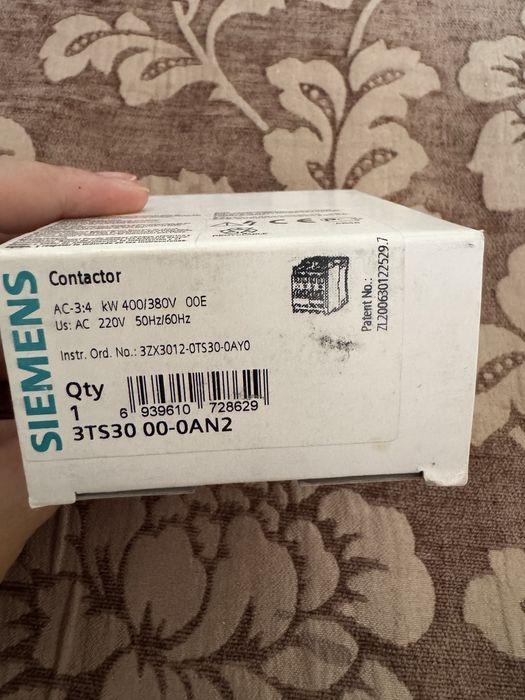 SIEMENS
Contactor
AC-3:4 kW 400/380V 00E
Us: AC 220V 50Hz/60Hz
Instr. Ord. No.: 3ZX3012-0TS30-0AY0
Qty
1
6 939610 728629
3TS30 00-0AN2
Patent No.:
ZL200630122529.7